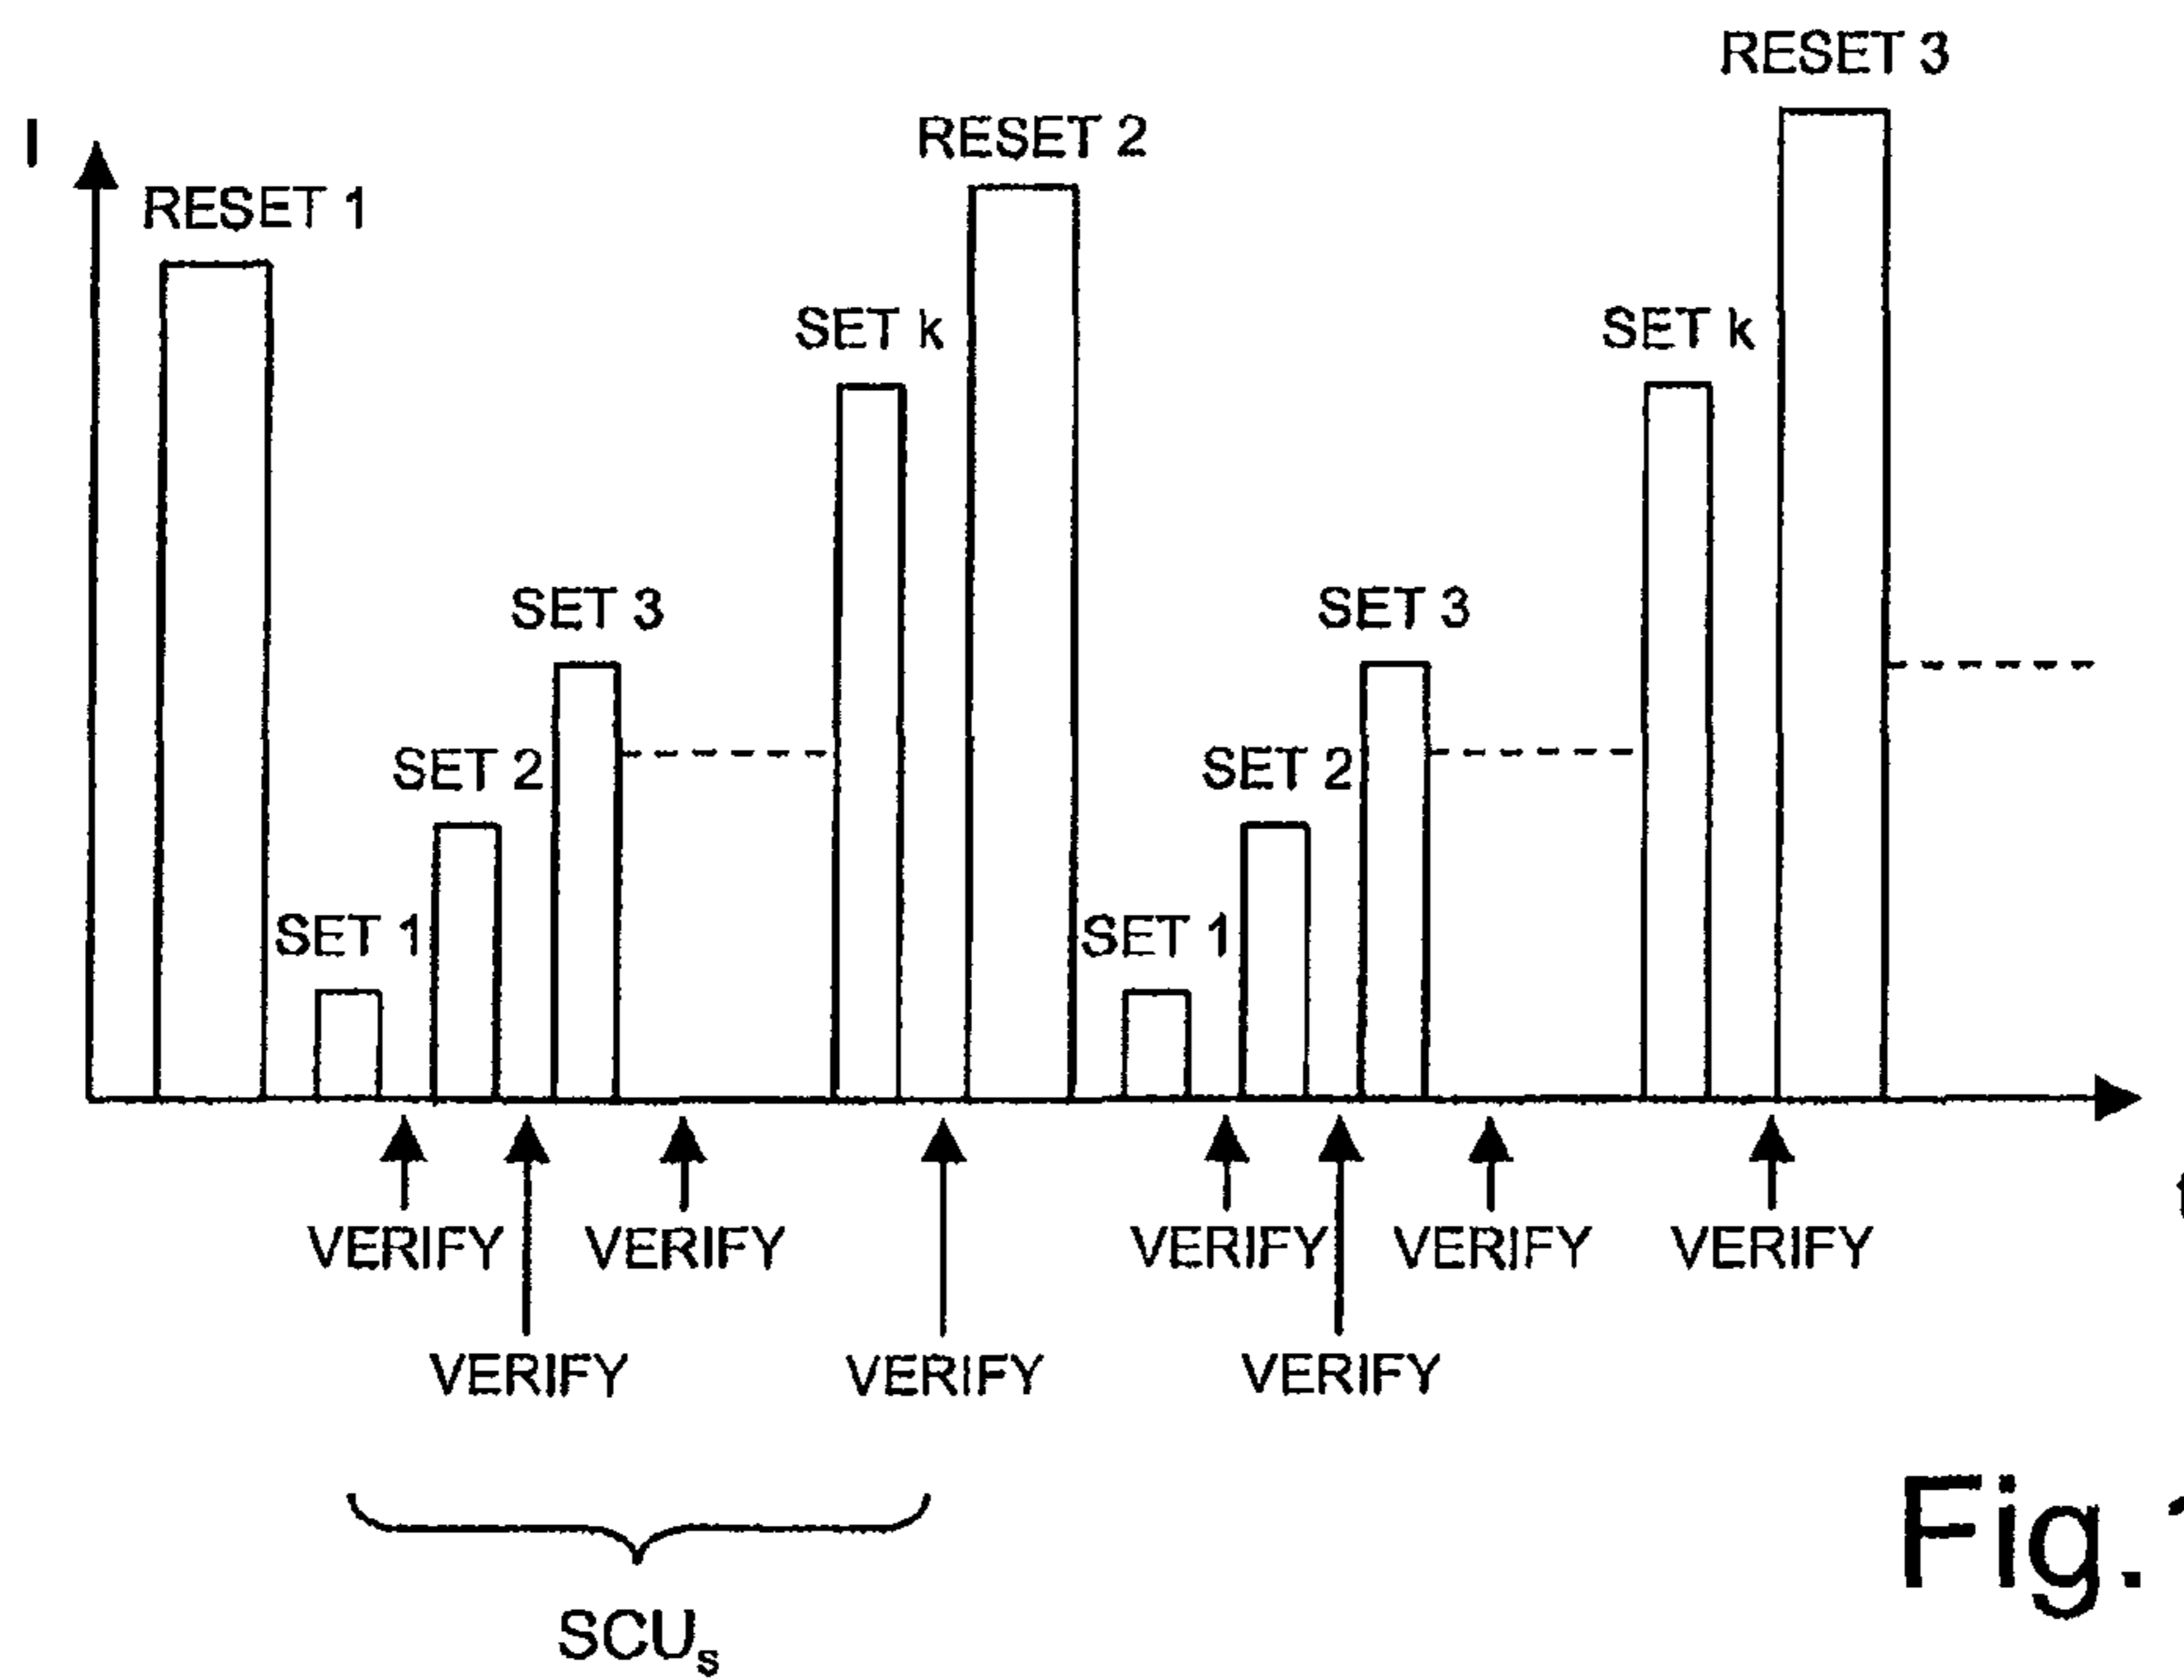 RESET 3
I
RESET 2
RESET 1
SET k
SET k
SET 3
SET 3
SET 2
SET 2
SET 1
SET 1
VERIFY
VERIFY
VERIFY
VERIFY
VERIFY
VERIFY
VERIFY
VERIFY
Fig.
SCUs